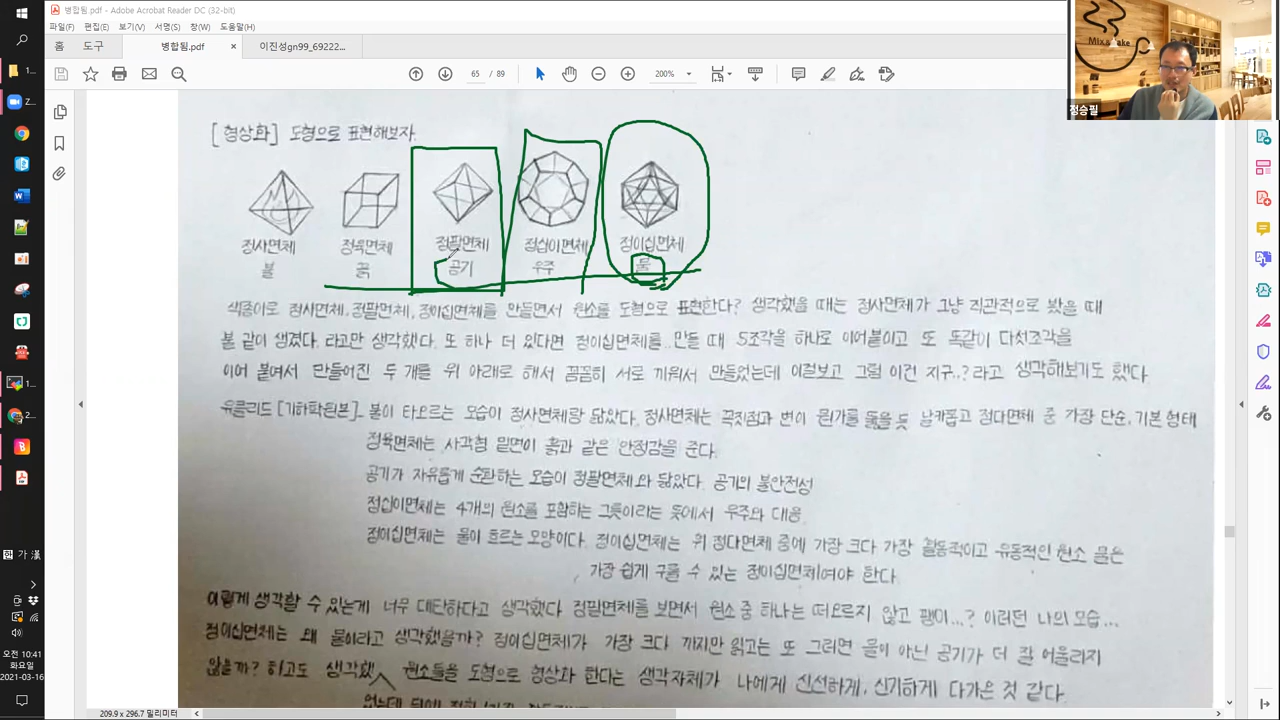 병합됨.pdf - Adobe Acrobat Reader DC (32-bit)
파일(F) 편집(E) 보기(V) 서명(S) 창(W) 도움말(H)
홈 도구 병합됨.pdf × 이진성gn99_69222...
/ 89 200%
Mix&
정승필
[형상화] 도형으로 표현해보자.
정사면체 정육면체 정팔면체 정십이면체 정이십면체
불 흙 공기 우주 물
색종이로 정사면체, 정팔면체, 정이십면체를 만들면서 원소를 도형으로 표현한다? 생각했을 때는 정사면체가 그냥 직관적으로 봤을 때
불 같이 생겼다. 라고만 생각했다. 또 하나 더 있다면 정이십면체를 만들 때 5조각을 하나로 이어붙이고 또 똑같이 다섯조각을
이어 붙여서 만들어진 두 개를 위 아래로 해서 꼼꼼히 서로 끼워서 만들었는데 이걸보고 그럼 이건 지구..? 라고 생각해보기도 했다.
유클리드 [기하학원본]- 불이 타오르는 모습이 정사면체랑 닮았다. 정사면체는 꼭짓점과 변이 뭔가를 뚫을 듯 날카롭고 정다면체 중 가장 단순, 기본 형태
정육면체는 사각형 밑면이 흙과 같은 안정감을 준다.
공기가 자유롭게 순환하는 모습이 정팔면체와 닮았다. 공기의 불안전성
정십이면체는 4개의 원소를 포함하는 그릇이라는 뜻에서 우주와 대응
정이십면체는 물이 흐르는 모양이다. 정이십면체는 위 정다면체 중에 가장 크다 가장 활동적이고 유동적인 원소 물은
가장 쉽게 구를 수 있는 정이십면체여야 한다.
이렇게 생각할 수 있는게 너무 대단하다고 생각했다 정팔면체를 보면서 원소 중 하나는 떠오르지 않고 팽이...? 이러던 나의 모습...
정이십면체는 왜 물이라고 생각했을까? 정이십면체가 가장 크다 까지만 읽고는 또 그러면 물이 아닌 공기가 더 잘 어울리지
않을까? 하고도 생각했 원소들을 도형으로 형상화 한다는 생각자체가 나에게 신선하게, 신기하게 다가온 것 같다.
209.9 x 296.7 밀리미터
한 가 漢
오전 10:41
화요일
2021-03-16